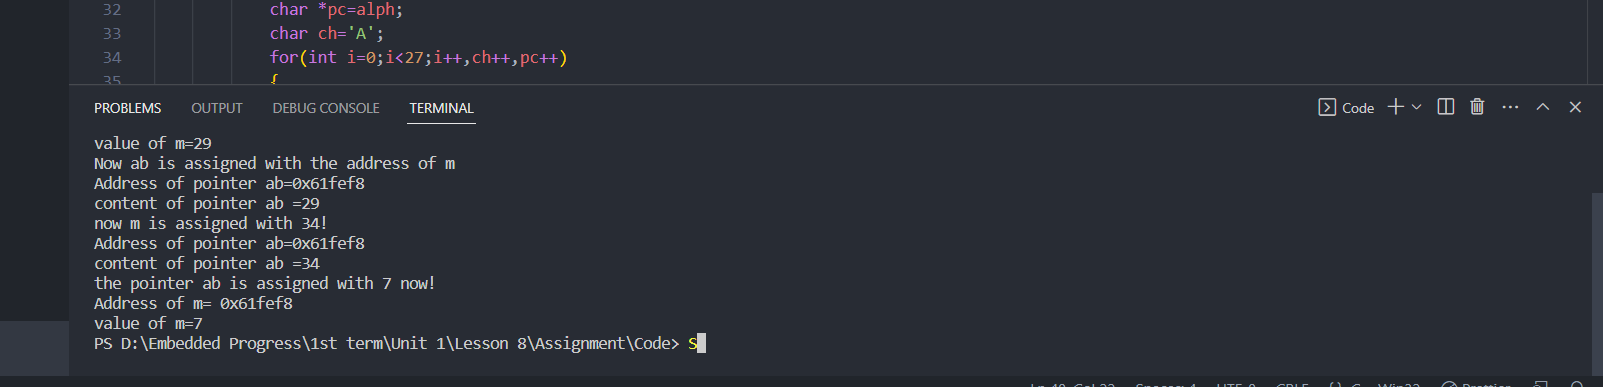 32 char *pc=alph;
33 char ch='A';
34 for(int i=0;i<27;i++,ch++,pc++)
35 {
PROBLEMS OUTPUT DEBUG CONSOLE TERMINAL Code
value of m=29
Now ab is assigned with the address of m
Address of pointer ab=0x61fef8
content of pointer ab =29
now m is assigned with 34!
Address of pointer ab=0x61fef8
content of pointer ab =34
the pointer ab is assigned with 7 now!
Address of m= 0x61fef8
value of m=7
PS D:\Embedded Progress\1st term\Unit 1\Lesson 8\Assignment\Code> S